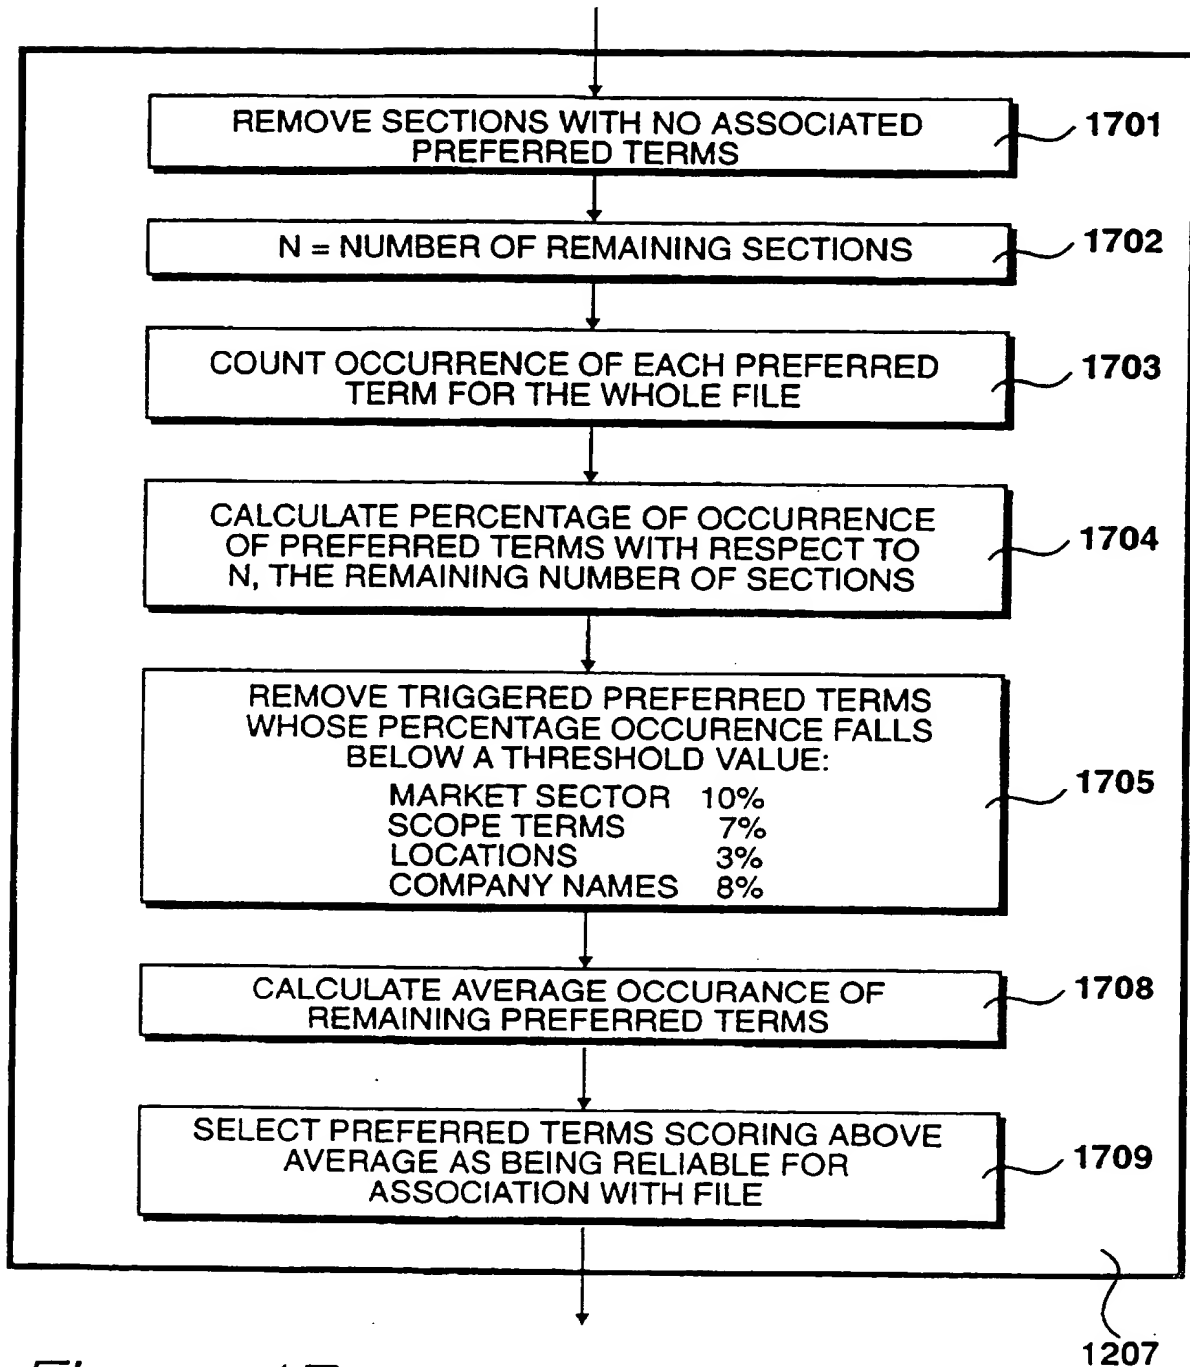 REMOVE SECTIONS WITH NO ASSOCIATED
PREFERRED TERMS
1701
N = NUMBER OF REMAINING SECTIONS
1702
COUNT OCCURRENCE OF EACH PREFERRED
TERM FOR THE WHOLE FILE
1703
CALCULATE PERCENTAGE OF OCCURRENCE
OF PREFERRED TERMS WITH RESPECT TO
N, THE REMAINING NUMBER OF SECTIONS
1704
REMOVE TRIGGERED PREFERRED TERMS
WHOSE PERCENTAGE OCCURENCE FALLS
BELOW A THRESHOLD VALUE:
MARKET SECTOR 10%
SCOPE TERMS 7%
LOCATIONS 3%
COMPANY NAMES 8%
1705
CALCULATE AVERAGE OCCURANCE OF
REMAINING PREFERRED TERMS
1708
SELECT PREFERRED TERMS SCORING ABOVE
AVERAGE AS BEING RELIABLE FOR
ASSOCIATION WITH FILE
1709
1207